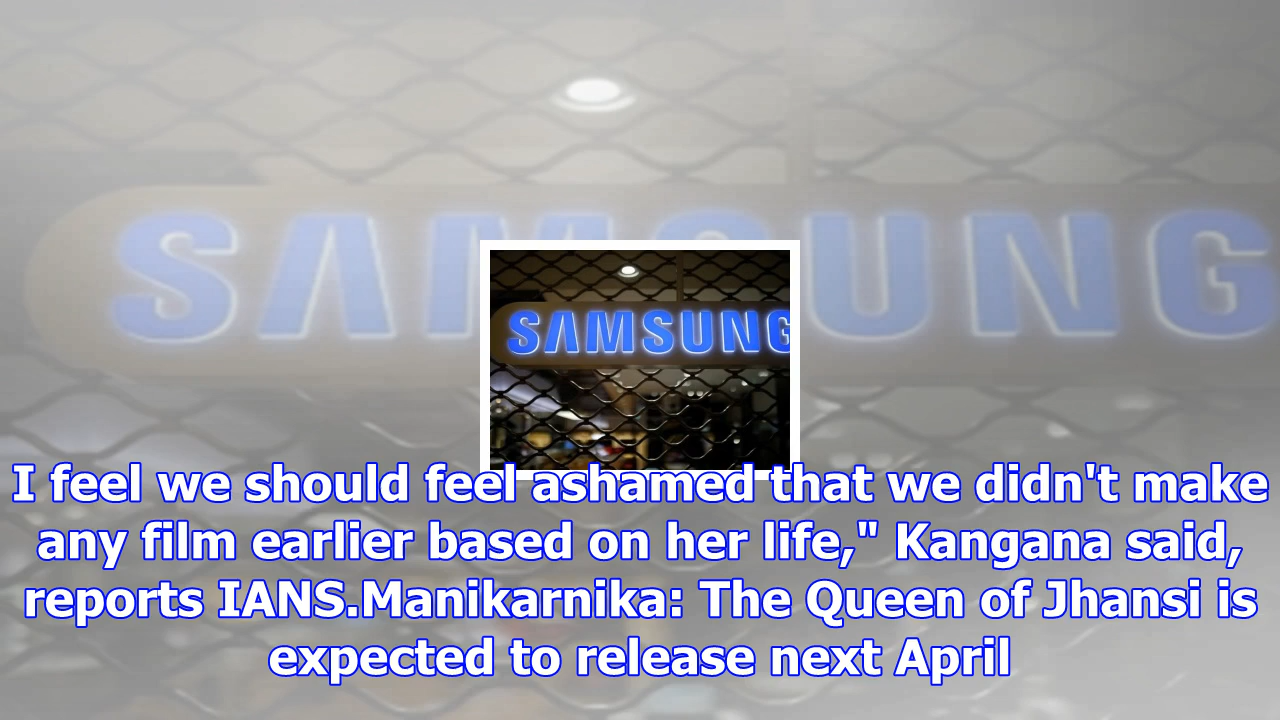 SAMSUNG
SAMSUNG
I feel we should feel ashamed that we didn't make
any film earlier based on her life," Kangana said,
reports IANS.Manikarnika: The Queen of Jhansi is
expected to release next April